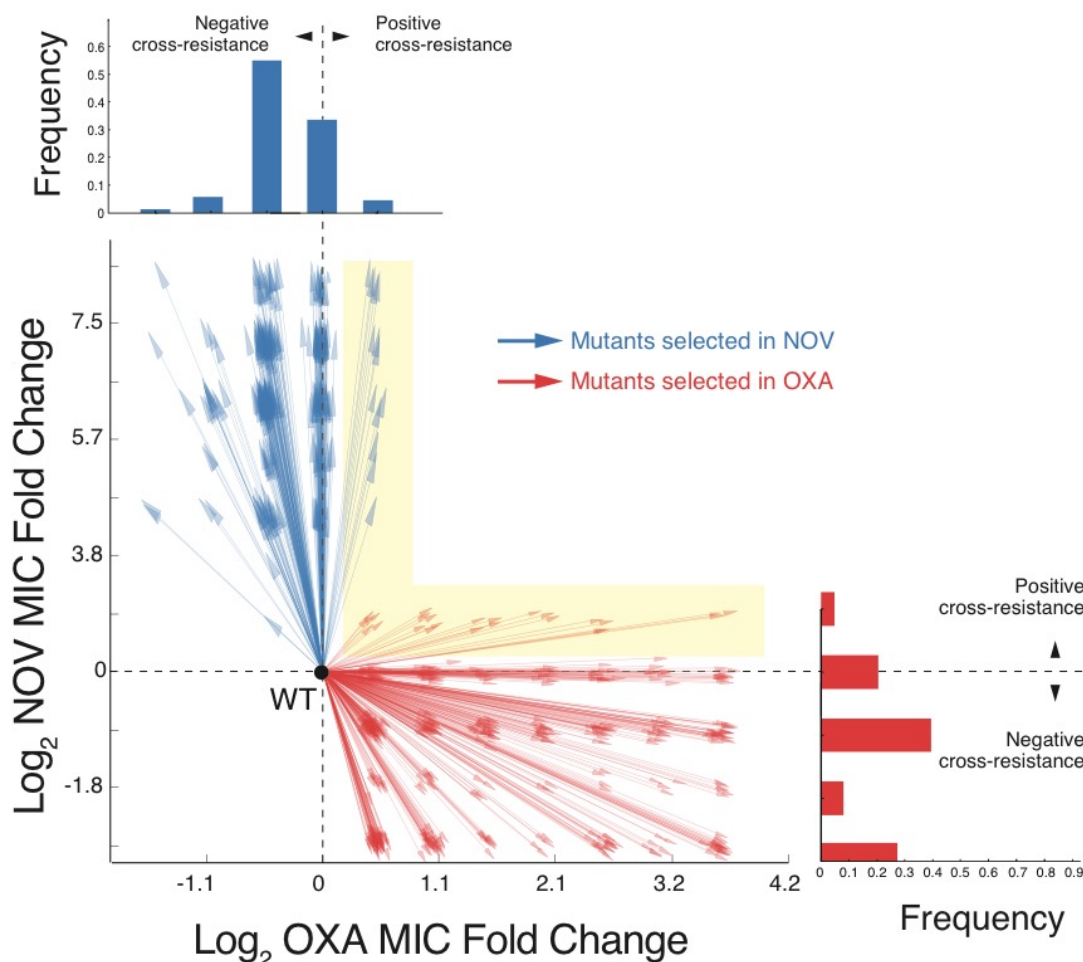 Negative
cross-resistance
Positive
cross-resistance
Frequency
0.6
0.5
0.4
0.3
0.2
0.1
0
Log2 NOV MIC Fold Change
7.5
5.7
3.8
0
-1.8
Mutants selected in NOV
Mutants selected in OXA
WT
-1.1
0
1.1
2.1
3.2
4.2
Log2 OXA MIC Fold Change
Positive
cross-resistance
Negative
cross-resistance
0 0.1 0.2 0.3 0.4 0.5 0.6 0.7 0.8 0.9
Frequency